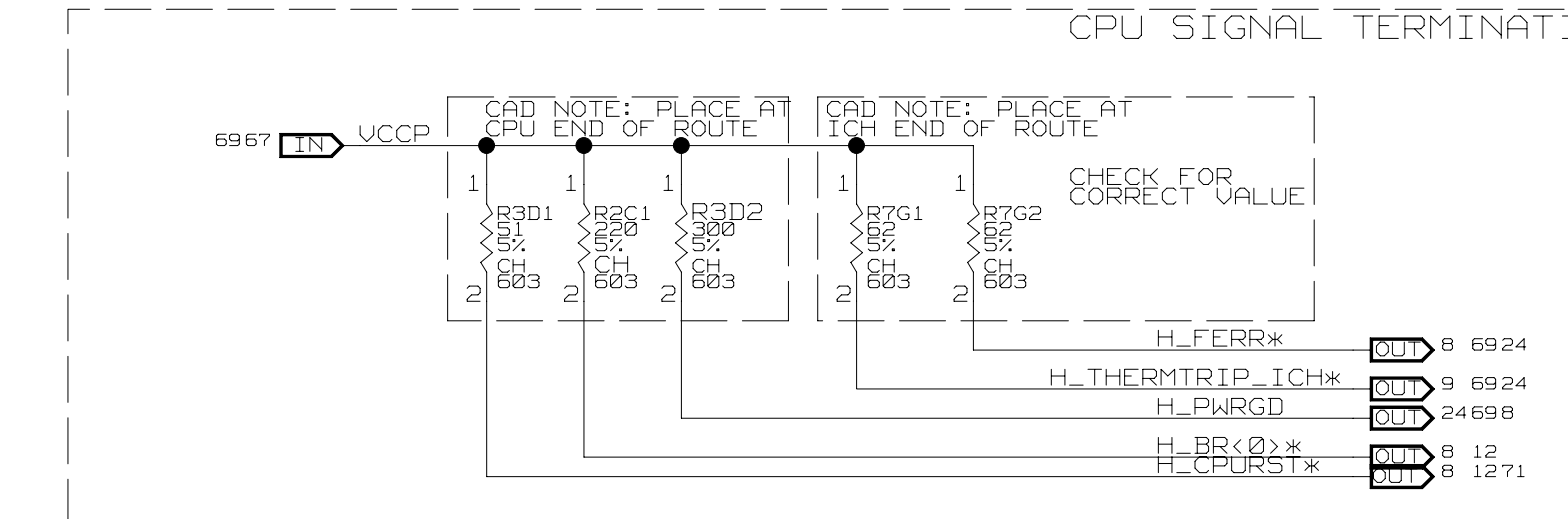 CPU SIGNAL TERMINATI
CAD NOTE: PLACE AT
CPU END OF ROUTE
CAD NOTE: PLACE AT
ICH END OF ROUTE
6967 IN VCCP
CHECK FOR
CORRECT VALUE
1 1 1 1 1
R3D1
51
5%
CH
603
R2C1
220
5%
CH
603
R3D2
300
5%
CH
603
R7G1
62
5%
CH
603
R7G2
62
5%
CH
603
2 2 2 2 2
H_FERR* OUT 8 6924
H_THERMTRIP_ICH* OUT 9 6924
H_PWRGD OUT 24698
H_BR<0>* OUT 8 12
H_CPURST* OUT 8 1271